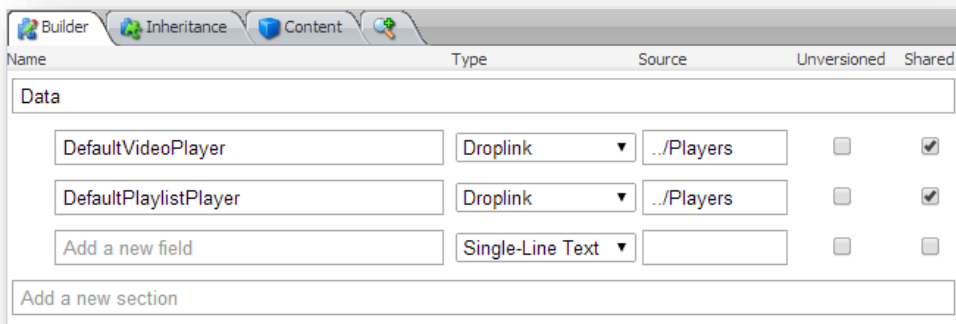 Builder Inheritance Content
Name Type Source Unversioned Shared
Data
DefaultVideoPlayer Droplink ../Players
DefaultPlaylistPlayer Droplink ../Players
Add a new field Single-Line Text
Add a new section